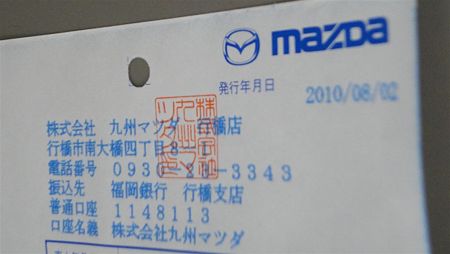 mazda
発行年月日 2010/08/02
株式会社 九州マツダ 行橋店
行橋市南大橋四丁目8-1
電話番号 0930-23-3343
振込先 福岡銀行 行橋支店
普通口座 1148113
口座名義 株式会社九州マツダ